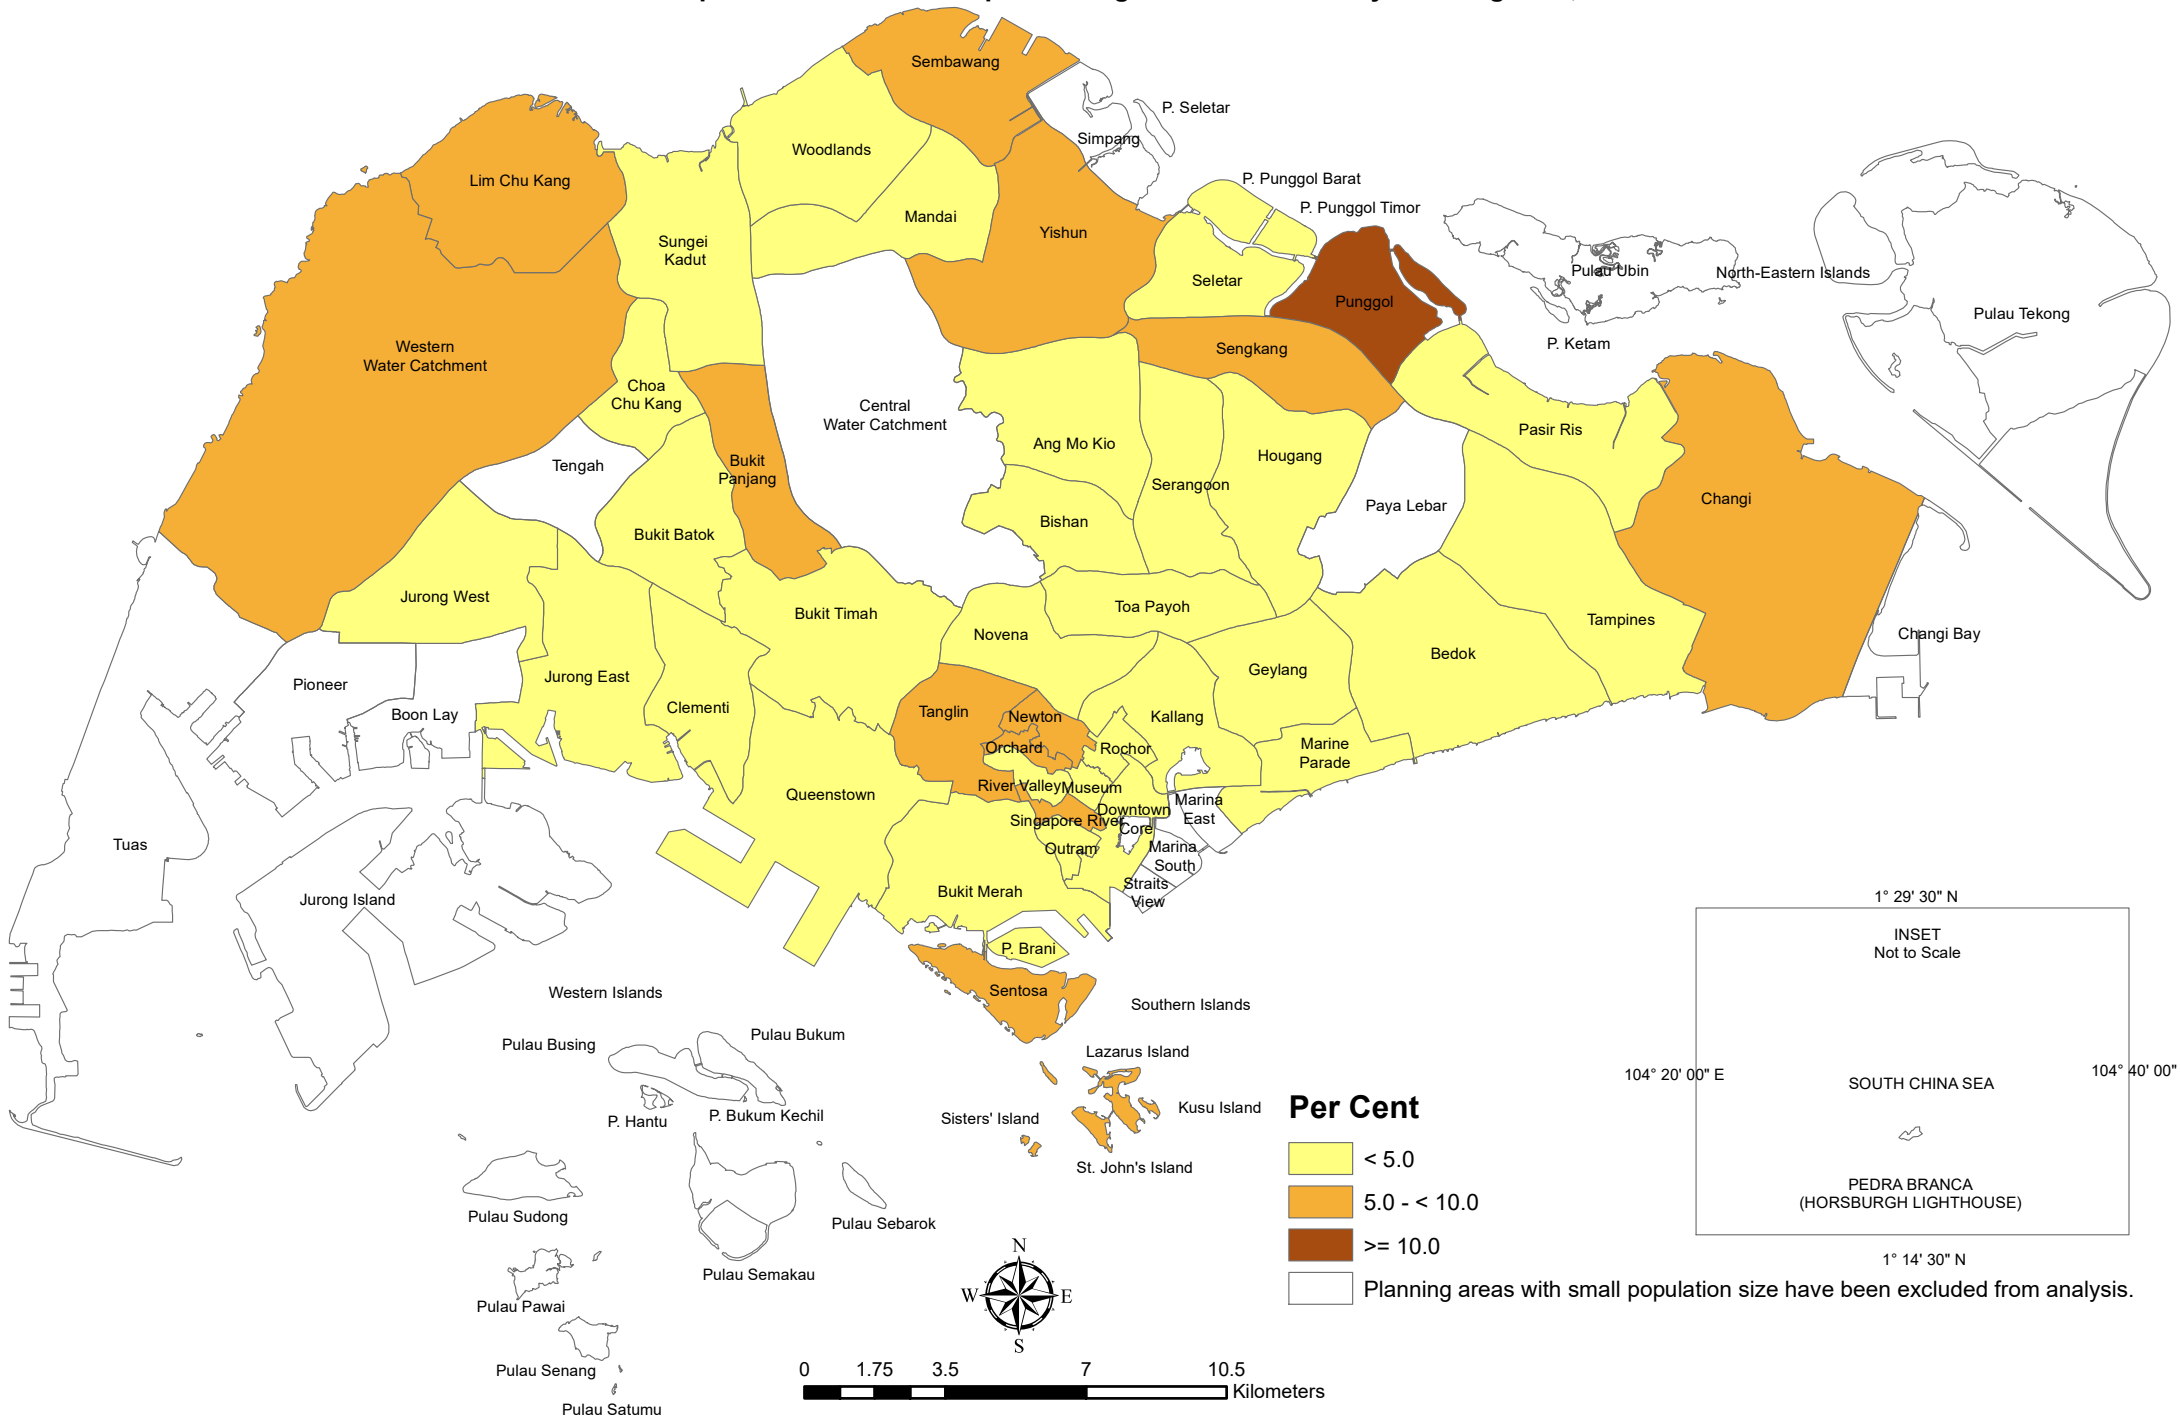 Sembawang
P. Seletar
Simpang
Woodlands
Lim Chu Kang
P. Punggol Barat
P. Punggol Timor
Mandai
Yishun
Sungei
Kadut
Seletar
Punggol
Pulau Ubin
North-Eastern Islands
Pulau Tekong
P. Ketam
Sengkang
Western
Water Catchment
Choa
Chu Kang
Central
Water Catchment
Ang Mo Kio
Pasir Ris
Hougang
Tengah
Bukit
Panjang
Serangoon
Changi
Paya Lebar
Bishan
Bukit Batok
Jurong West
Bukit Timah
Toa Payoh
Tampines
Novena
Changi Bay
Bedok
Geylang
Jurong East
Pioneer
Clementi
Boon Lay
Tanglin
Newton
Kallang
Orchard
Rochor
Marine
Parade
River Valley
Museum
Queenstown
Downtown
Core
Marina
East
Singapore River
Tuas
Outram
Marina
South
Straits
View
Bukit Merah
Jurong Island
P. Brani
Sentosa
Western Islands
Southern Islands
Pulau Busing
Pulau Bukum
Lazarus Island
P. Hantu
P. Bukum Kechil
Sisters' Island
Kusu Island
St. John's Island
Pulau Sudong
Pulau Sebarok
Pulau Semakau
Pulau Pawai
Pulau Senang
Pulau Satumu
N
W
E
S
0
1.75
3.5
7
10.5
Kilometers
Per Cent
< 5.0
5.0 - < 10.0
>= 10.0
Planning areas with small population size have been excluded from analysis.
1° 29' 30" N
INSET
Not to Scale
104° 20' 00" E
104° 40' 00"
SOUTH CHINA SEA
PEDRA BRANCA
(HORSBURGH LIGHTHOUSE)
1° 14' 30" N